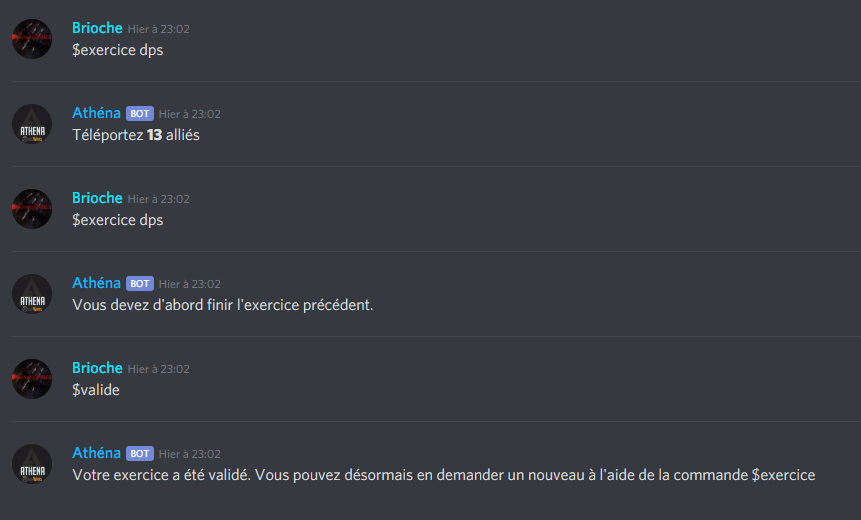 Brioche Hier à 23:02
$exercice dps
Athéna BOT Hier à 23:02
ATHENA
Téléportez 13 alliés
Brioche Hier à 23:02
$exercice dps
Athéna BOT Hier à 23:02
ATHENA
Vous devez d'abord finir l'exercice précédent.
Brioche Hier à 23:02
$valide
Athéna BOT Hier à 23:02
ATHENA
Votre exercice a été validé. Vous pouvez désormais en demander un nouveau à l'aide de la commande $exercice